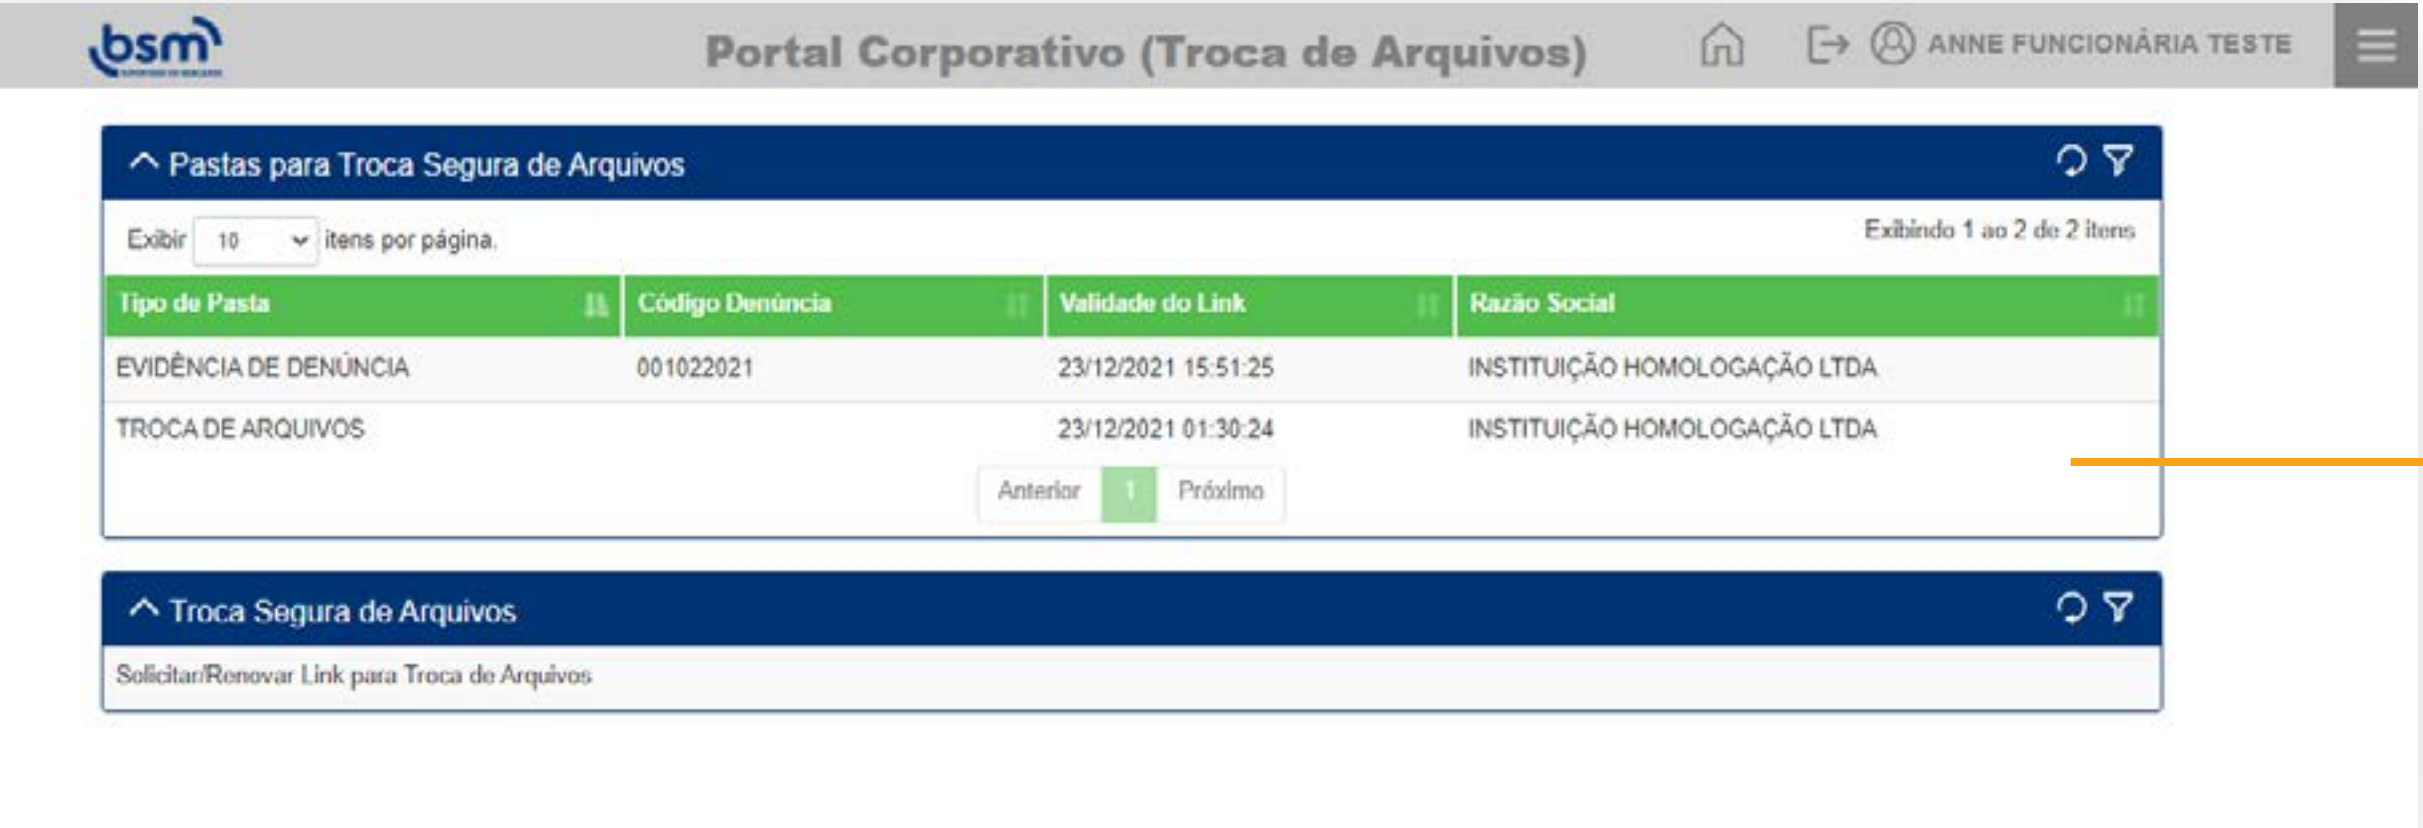 bsm
Portal Corporativo (Troca de Arquivos)
ANNE FUNCIONÁRIA TESTE
Pastas para Troca Segura de Arquivos
Exibir 10 itens por página.
Exibindo 1 ao 2 de 2 itens
Tipo de Pasta Código Denúncia Validade do Link Razão Social
EVIDÊNCIA DE DENÚNCIA 001022021 23/12/2021 15:51:25 INSTITUIÇÃO HOMOLOGAÇÃO LTDA
TROCA DE ARQUIVOS 23/12/2021 01:30:24 INSTITUIÇÃO HOMOLOGAÇÃO LTDA
Anterior 1 Próximo
Troca Segura de Arquivos
Solicitar/Renovar Link para Troca de Arquivos